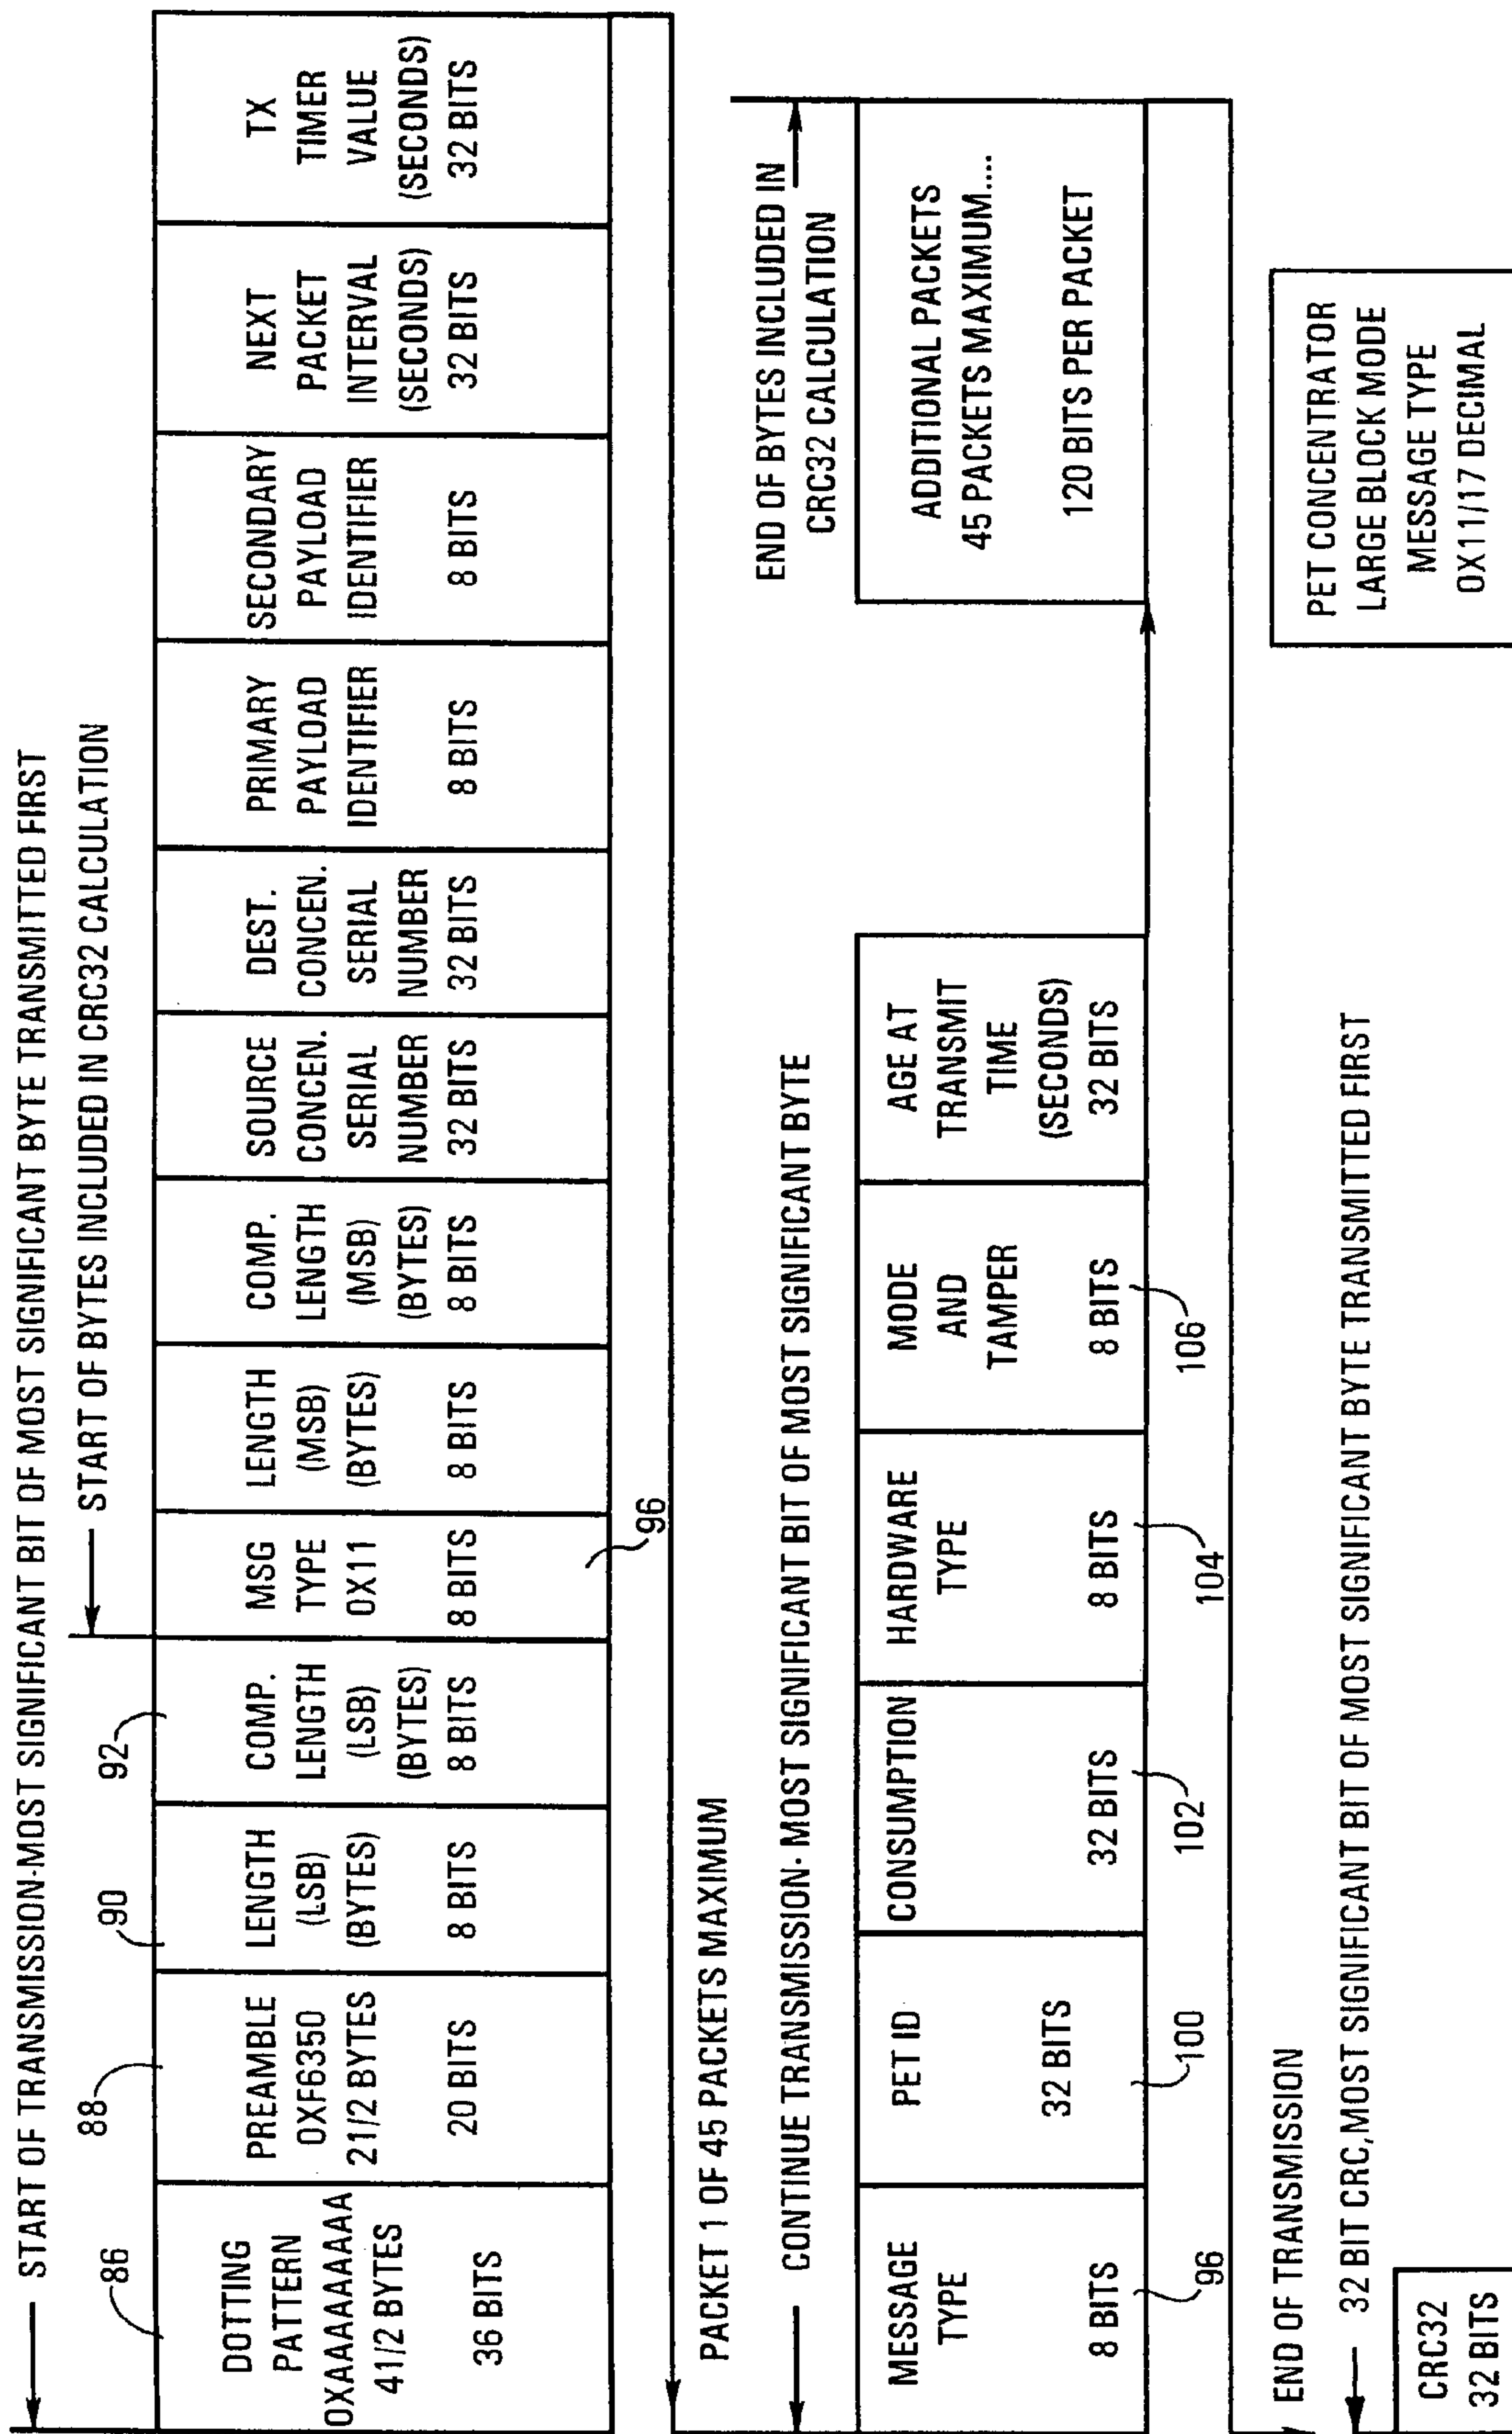 START OF TRANSMISSION-MOST SIGNIFICANT BIT OF MOST SIGNIFICANT BYTE TRANSMITTED FIRST
START OF BYTES INCLUDED IN CRC32 CALCULATION
86
88
90
92
DOTTING
PATTERN
0XAAAAAAAAA
41/2 BYTES
36 BITS
PREAMBLE
0XF6350
21/2 BYTES
20 BITS
LENGTH
(LSB)
(BYTES)
8 BITS
COMP.
LENGTH
(LSB)
(BYTES)
8 BITS
MSG
TYPE
0X11
8 BITS
LENGTH
(MSB)
(BYTES)
8 BITS
COMP.
LENGTH
(MSB)
(BYTES)
8 BITS
SOURCE
CONCEN.
SERIAL
NUMBER
32 BITS
DEST.
CONCEN.
SERIAL
NUMBER
32 BITS
PRIMARY
PAYLOAD
IDENTIFIER
8 BITS
SECONDARY
PAYLOAD
IDENTIFIER
8 BITS
NEXT
PACKET
INTERVAL
(SECONDS)
32 BITS
TX
TIMER
VALUE
(SECONDS)
32 BITS
96
PACKET 1 OF 45 PACKETS MAXIMUM
CONTINUE TRANSMISSION- MOST SIGNIFICANT BIT OF MOST SIGNIFICANT BYTE
END OF BYTES INCLUDED IN
CRC32 CALCULATION
MESSAGE
TYPE
8 BITS
PET ID
32 BITS
CONSUMPTION
32 BITS
HARDWARE
TYPE
8 BITS
MODE
AND
TAMPER
8 BITS
AGE AT
TRANSMIT
TIME
(SECONDS)
32 BITS
ADDITIONAL PACKETS
45 PACKETS MAXIMUM....
120 BITS PER PACKET
96
100
102
104
106
END OF TRANSMISSION
32 BIT CRC,MOST SIGNIFICANT BIT OF MOST SIGNIFICANT BYTE TRANSMITTED FIRST
CRC32
32 BITS
PET CONCENTRATOR
LARGE BLOCK MODE
MESSAGE TYPE
0X11/17 DECIMAL